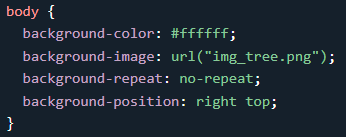 body {
  background-color: #ffffff;
  background-image: url("img_tree.png");
  background-repeat: no-repeat;
  background-position: right top;
}